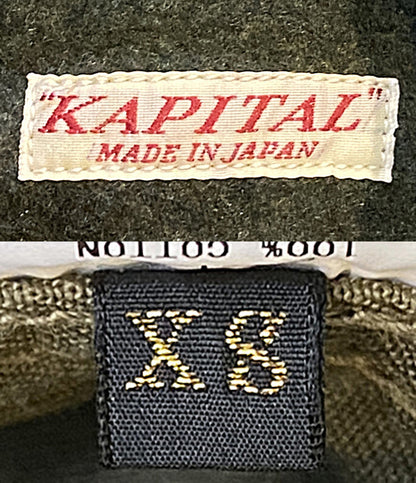 "KAPITAL"
MADE IN JAPAN
100% COTTON
XS